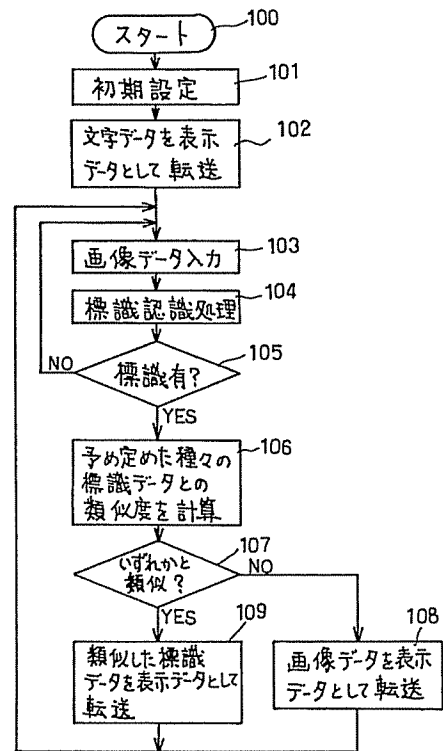 スタート
100
初期設定
101
文字データを表示
データとして転送
102
画像データ入力
103
標識認識処理
104
標識有?
105
NO
YES
予め定めた種々の
標識データとの
類似度を計算
106
いずれかと
類似?
107
NO
YES
類似した標識
データを表示データとして
転送
109
画像データを表示
データとして転送
108